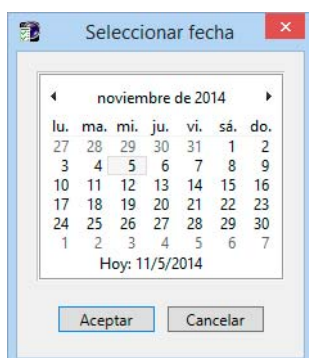 Seleccionar fecha
noviembre de 2014
lu. ma. mi. ju. vi. sá. do.
27 28 29 30 31 1 2
3 4 5 6 7 8 9
10 11 12 13 14 15 16
17 18 19 20 21 22 23
24 25 26 27 28 29 30
1 2 3 4 5 6 7
Hoy: 11/5/2014
Aceptar Cancelar